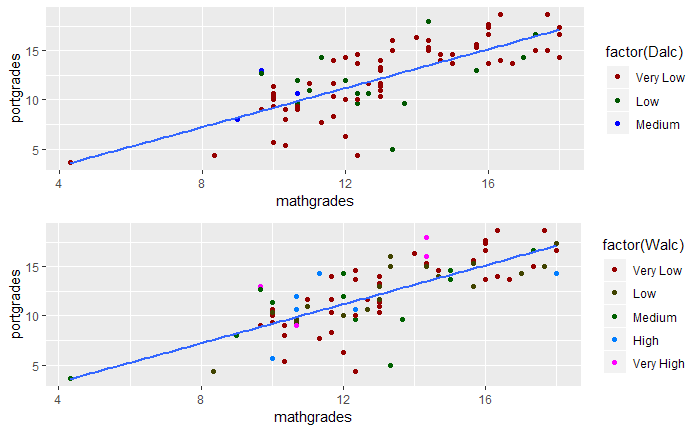 portgrades
15
10
5
4
8
12
16
mathgrades
factor(Dalc)
Very Low
Low
Medium
portgrades
15
10
5
4
8
12
16
mathgrades
factor(Walc)
Very Low
Low
Medium
High
Very High